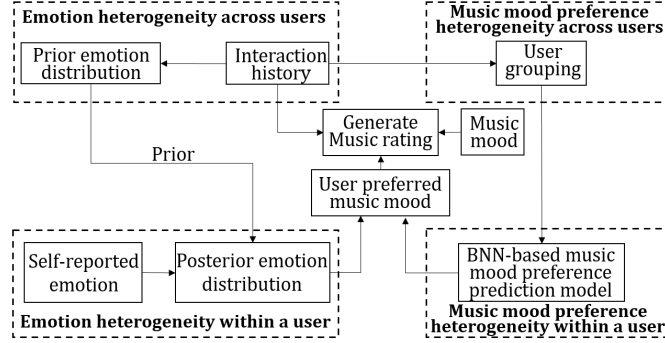 Emotion heterogeneity across users
Prior emotion
distribution
Interaction
history
Music mood preference
heterogeneity across users
User
grouping
Generate
Music rating
Music
mood
Prior
User preferred
music mood
Self-reported
emotion
Posterior emotion
distribution
Emotion heterogeneity within a user
BNN-based music
mood preference
prediction model
Music mood preference
heterogeneity within a user